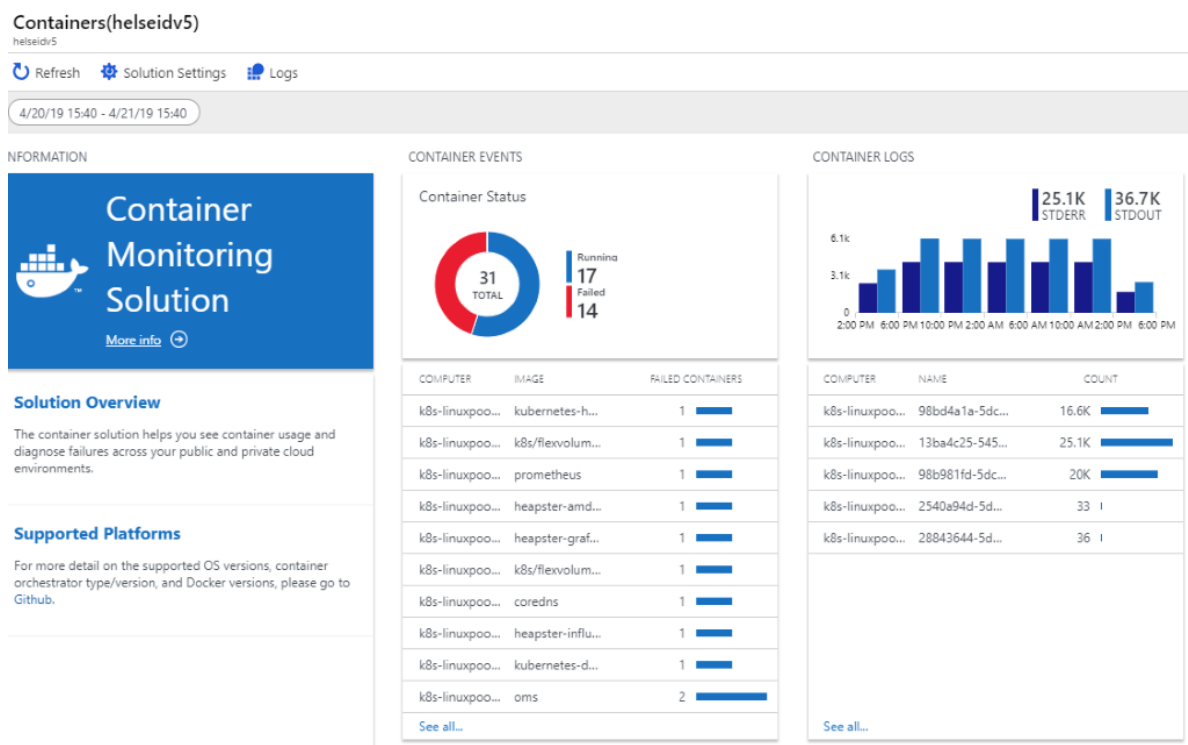 Containers(helseidv5)
helseidv5
Refresh Solution Settings Logs
4/20/19 15:40 - 4/21/19 15:40
NFORMATION
Container
Monitoring
Solution
More info
Solution Overview
The container solution helps you see container usage and
diagnose failures across your public and private cloud
environments.
Supported Platforms
For more detail on the supported OS versions, container
orchestrator type/version, and Docker versions, please go to
Github.
CONTAINER EVENTS
Container Status
31
TOTAL
Running
17
Failed
14
COMPUTER IMAGE FAILED CONTAINERS
k8s-linuxpoo... kubernetes-h... 1
k8s-linuxpoo... k8s/flexvolum... 1
k8s-linuxpoo... prometheus 1
k8s-linuxpoo... heapster-amd... 1
k8s-linuxpoo... heapster-graf... 1
k8s-linuxpoo... k8s/flexvolum... 1
k8s-linuxpoo... coredns 1
k8s-linuxpoo... heapster-influ... 1
k8s-linuxpoo... kubernetes-d... 1
k8s-linuxpoo... oms 2
See all...
CONTAINER LOGS
25.1K 36.7K
STDERR STDOUT
6.1k
3.1k
0
2:00 PM 6:00 PM 10:00 PM 2:00 AM 6:00 AM 10:00 AM 2:00 PM 6:00 PM
COMPUTER NAME COUNT
k8s-linuxpoo... 98bd4a1a-5dc... 16.6K
k8s-linuxpoo... 13ba4c25-545... 25.1K
k8s-linuxpoo... 98b981fd-5dc... 20K
k8s-linuxpoo... 2540a94d-5d... 33
k8s-linuxpoo... 28843644-5d... 36
See all...